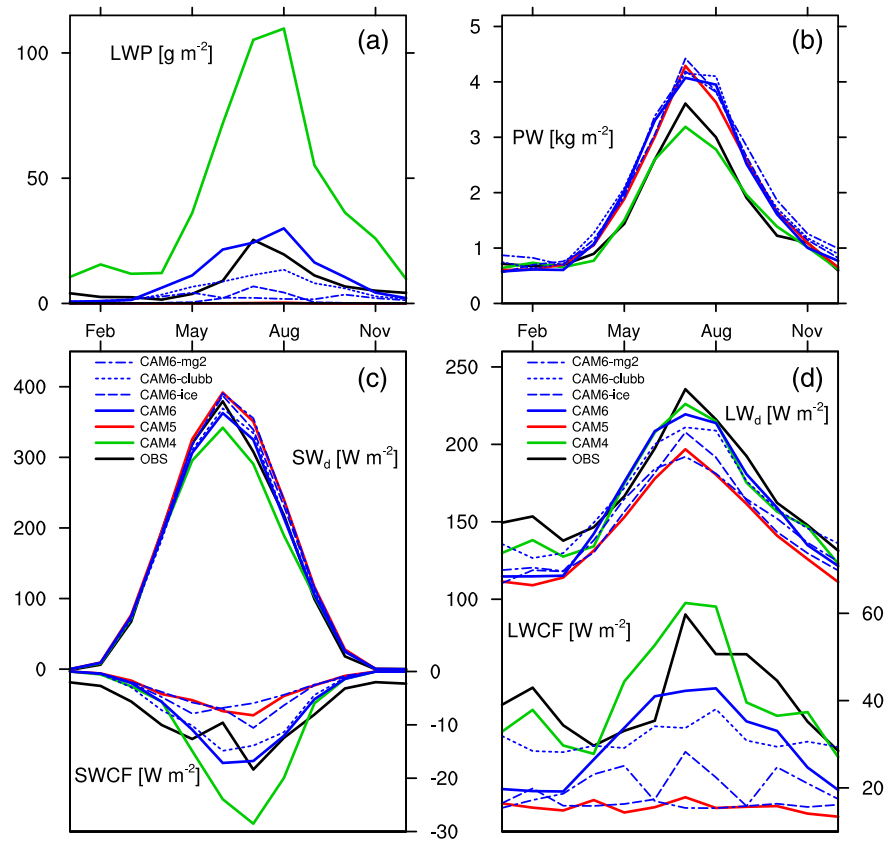 (a)
LWP [g m⁻²]
100
50
0
(b)
PW [kg m⁻²]
5
4
3
2
1
0
Feb May Aug Nov
Feb May Aug Nov
(c)
CAM6-mg2
CAM6-clubb
CAM6-ice
CAM6
CAM5
CAM4
OBS
SWd [W m⁻²]
400
300
200
100
0
SWCF [W m⁻²]
0
-10
-20
-30
(d)
CAM6-mg2
CAM6-clubb
CAM6-ice
CAM6
CAM5
CAM4
OBS
LWd [W m⁻²]
250
200
150
100
LWCF [W m⁻²]
60
40
20